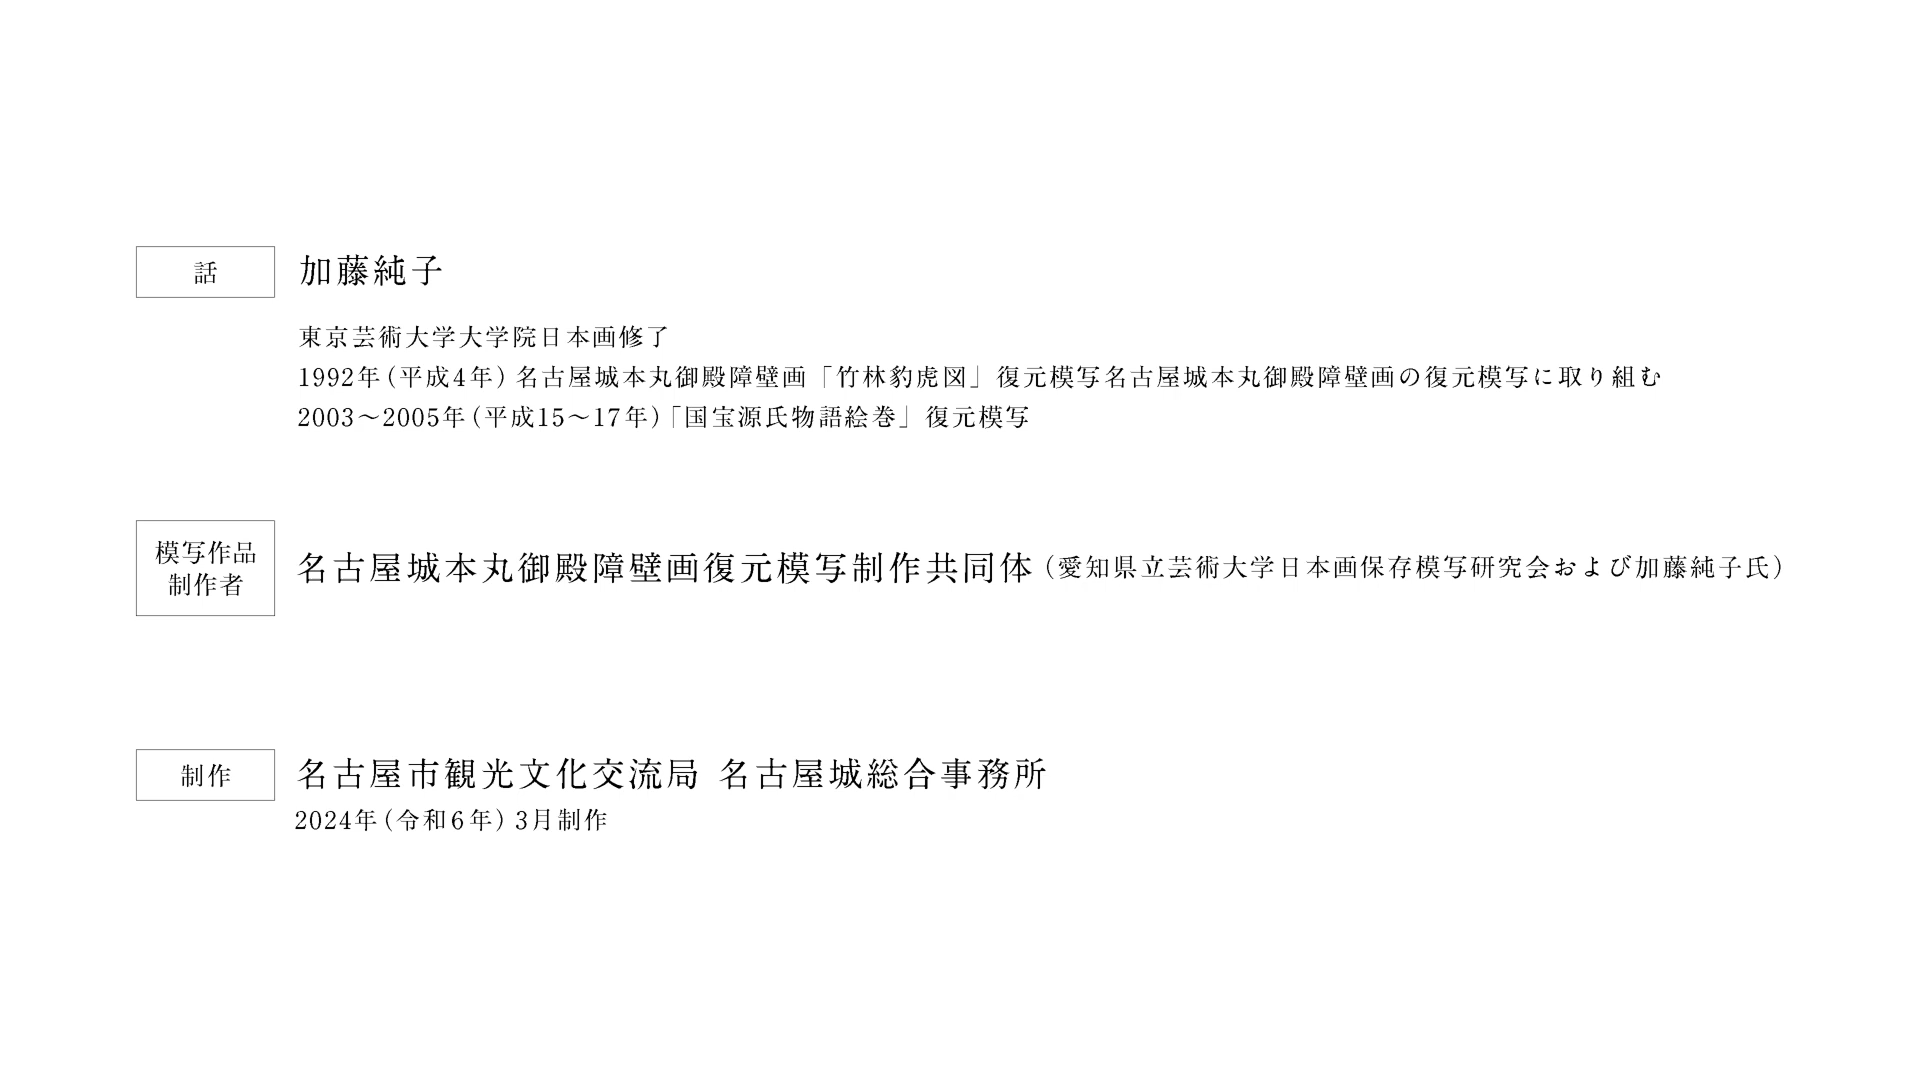 話
加藤純子
東京芸術大学大学院日本画修了
1992年(平成4年)名古屋城本丸御殿障壁画「竹林豹虎図」復元模写名古屋城本丸御殿障壁画の復元模写に取り組む
2003〜2005年(平成15〜17年)「国宝源氏物語絵巻」復元模写
模写作品
制作者
名古屋城本丸御殿障壁画復元模写制作共同体(愛知県立芸術大学日本画保存模写研究会および加藤純子氏)
制作
名古屋市観光文化交流局 名古屋城総合事務所
2024年(令和6年)3月制作